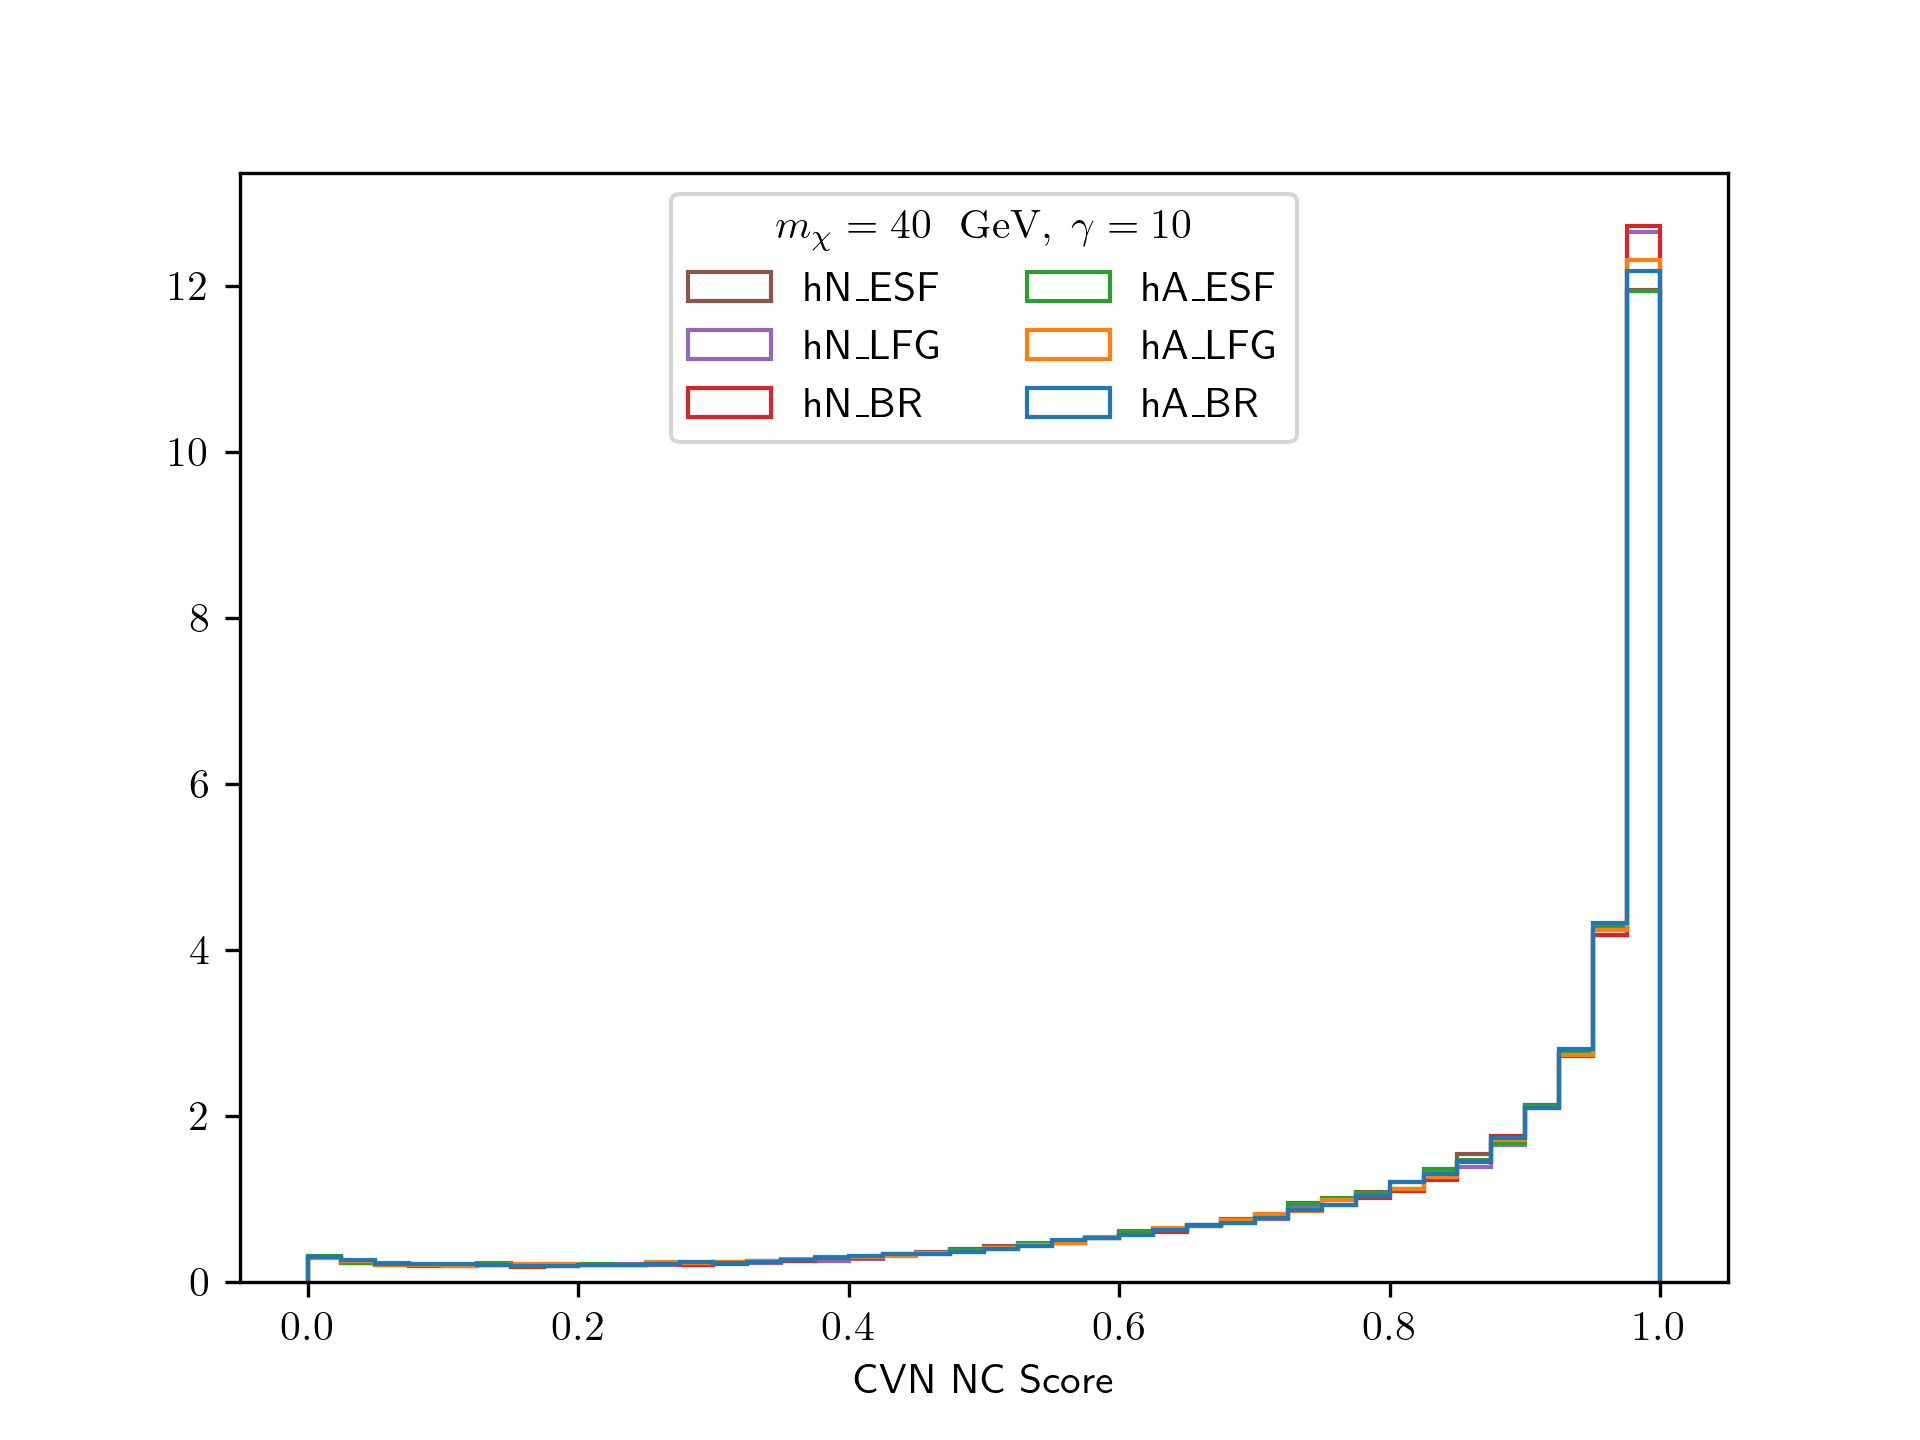 m_χ = 40 GeV, γ = 10
hN_ESF hA_ESF
hN_LFG hA_LFG
hN_BR hA_BR
12
10
8
6
4
2
0
0.0 0.2 0.4 0.6 0.8 1.0
CVN NC Score